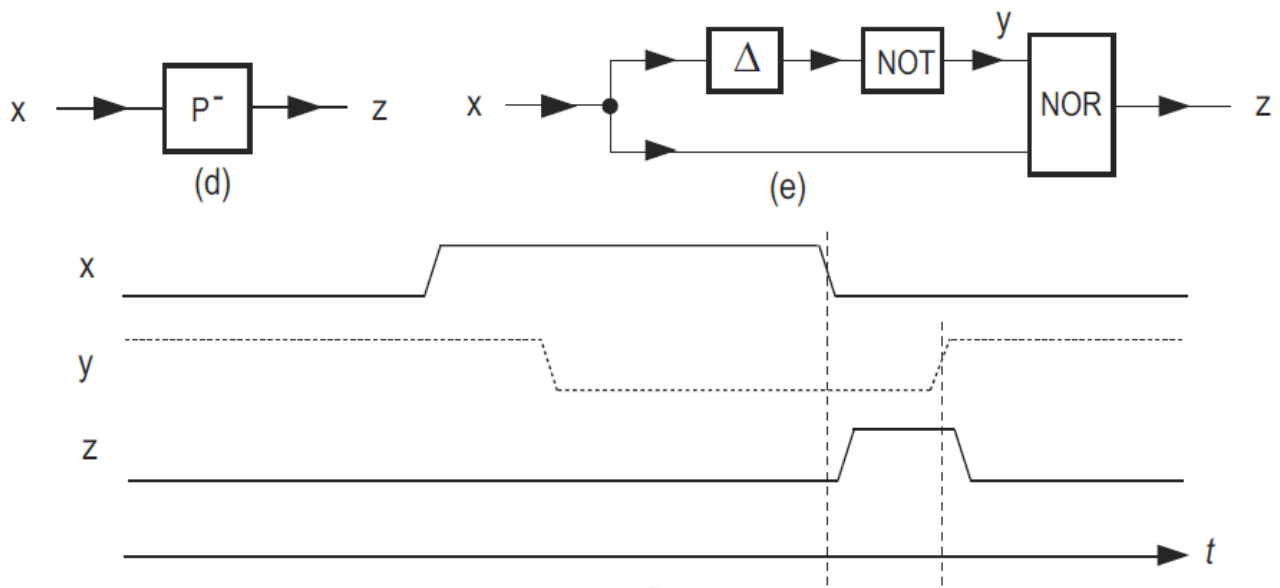 x P⁻ z
(d)
x Δ NOT y NOR z
(e)
x
y
z
t